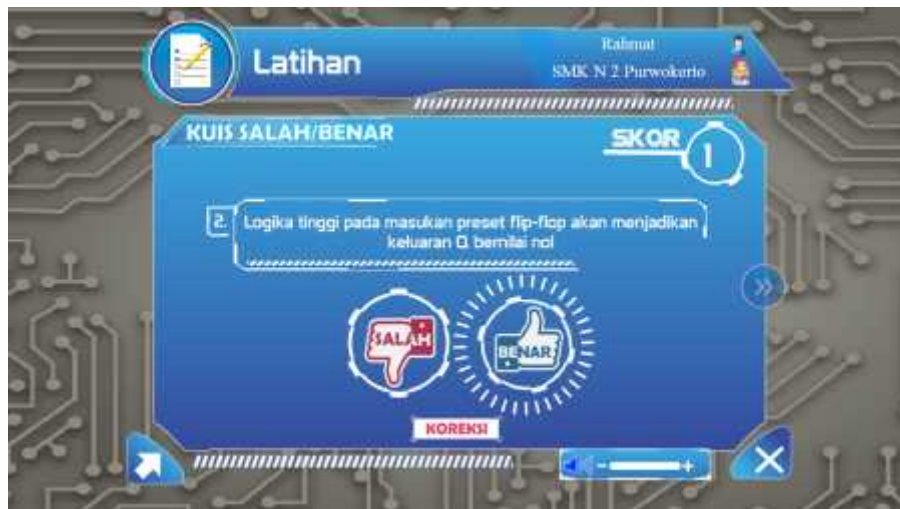 Latihan
Rahmat
SMK N 2 Purwokerto
KUIS SALAH/BENAR
SKOR
1
2. Logika tinggi pada masukan preset flip-flop akan menjadikan
keluaran Q bernilai nol
SALAH
BENAR
KOREKSI